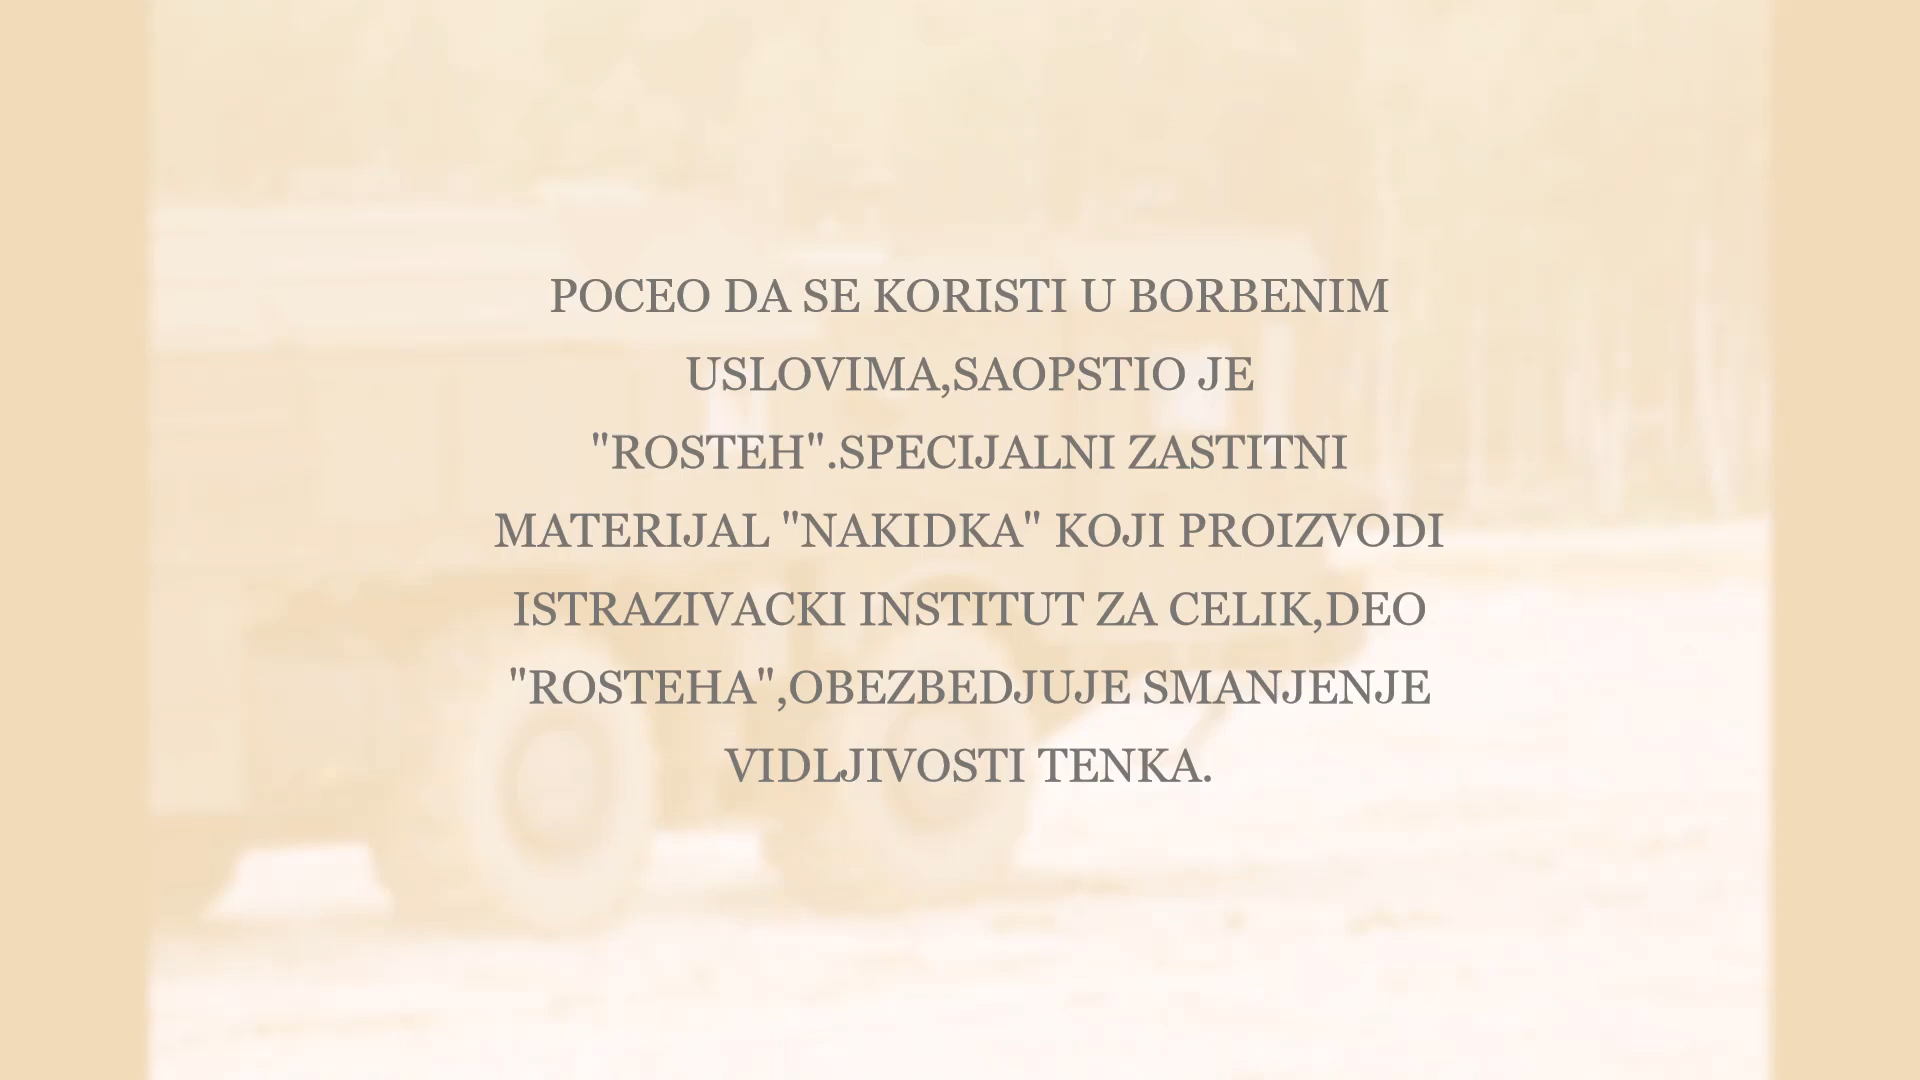 POCEO DA SE KORISTI U BORBENIM
USLOVIMA,SAOPSTIO JE
"ROSTEH".SPECIJALNI ZASTITNI
MATERIJAL "NAKIDKA" KOJI PROIZVODI
ISTRAZIVACKI INSTITUT ZA CELIK,DEO
"ROSTEHA",OBEZBEDJUJE SMANJENJE
VIDLJIVOSTI TENKA.